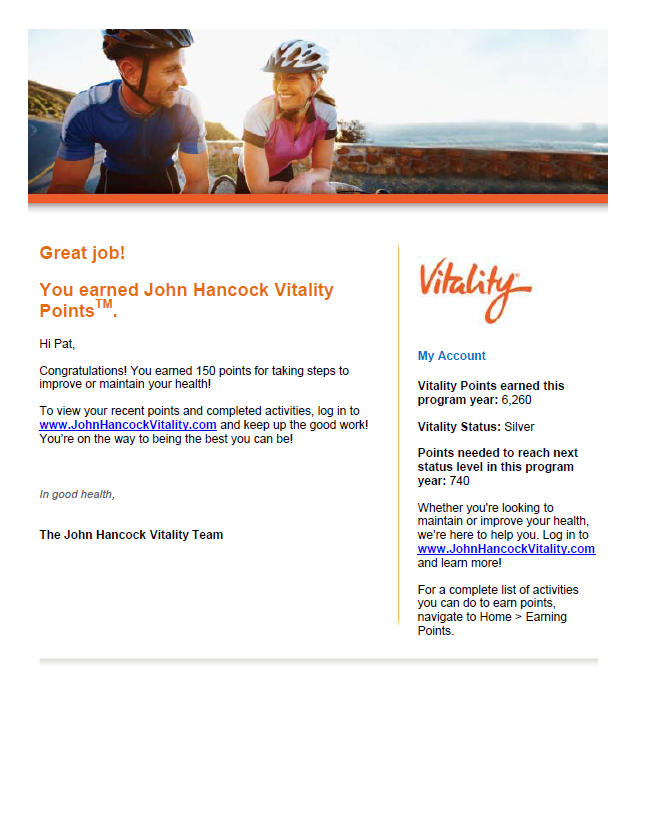 Great job!
You earned John Hancock Vitality
Points™.
Hi Pat,
Congratulations! You earned 150 points for taking steps to
improve or maintain your health!
To view your recent points and completed activities, log in to
www.JohnHancockVitality.com and keep up the good work!
You're on the way to being the best you can be!
In good health,
The John Hancock Vitality Team
Vitality
My Account
Vitality Points earned this
program year: 6,260
Vitality Status: Silver
Points needed to reach next
status level in this program
year: 740
Whether you're looking to
maintain or improve your health,
we're here to help you. Log in to
www.JohnHancockVitality.com
and learn more!
For a complete list of activities
you can do to earn points,
navigate to Home > Earning
Points.